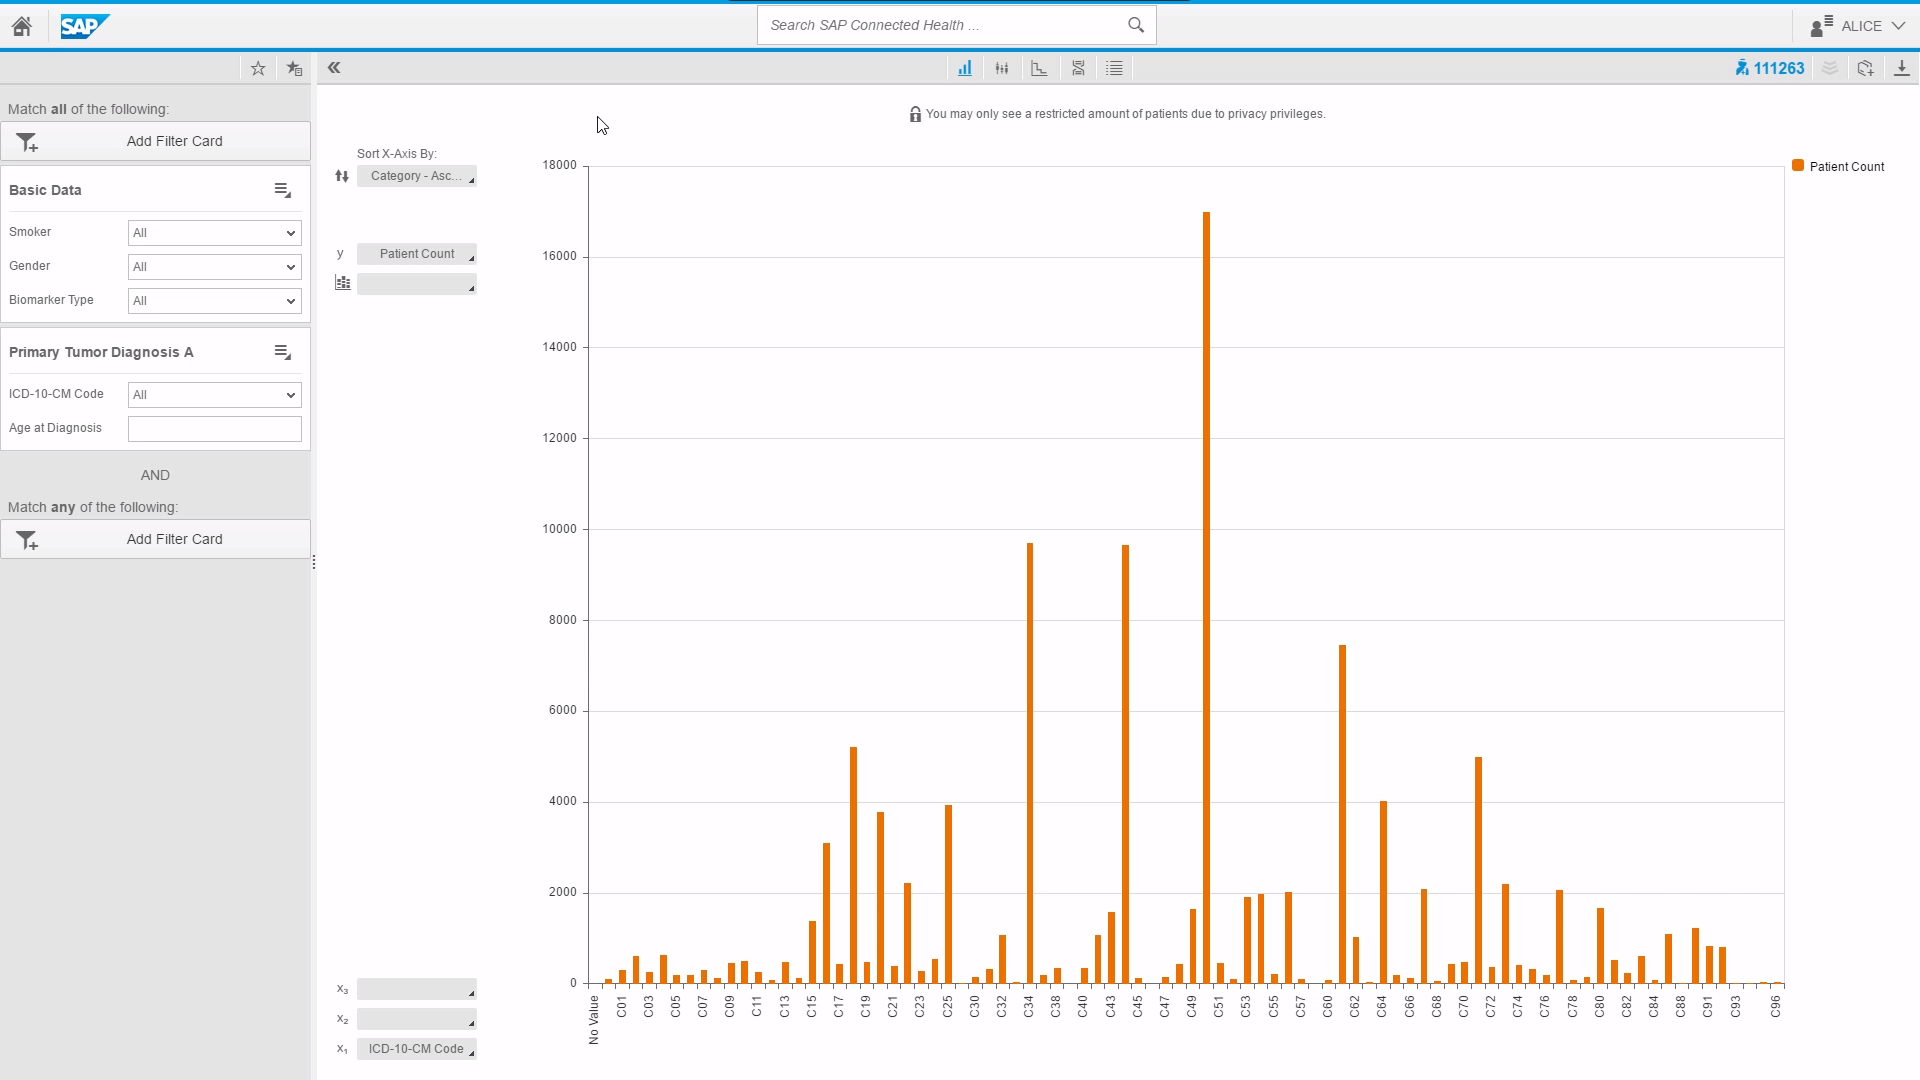 SAP
Search SAP Connected Health ...
ALICE
111263
Match all of the following:
Add Filter Card
Basic Data
Smoker
All
Gender
All
Biomarker Type
All
Primary Tumor Diagnosis A
ICD-10-CM Code
All
Age at Diagnosis
AND
Match any of the following:
Add Filter Card
You may only see a restricted amount of patients due to privacy privileges.
Sort X-Axis By:
Category - Asc...
y
Patient Count
x3
x2
x1
ICD-10-CM Code
18000
16000
14000
12000
10000
8000
6000
4000
2000
0
No Value
C01
C03
C05
C07
C09
C11
C13
C15
C17
C19
C21
C23
C25
C30
C32
C34
C38
C40
C43
C45
C47
C49
C51
C53
C55
C57
C60
C62
C64
C66
C68
C70
C72
C74
C76
C78
C80
C82
C84
C88
C91
C93
C96
Patient Count